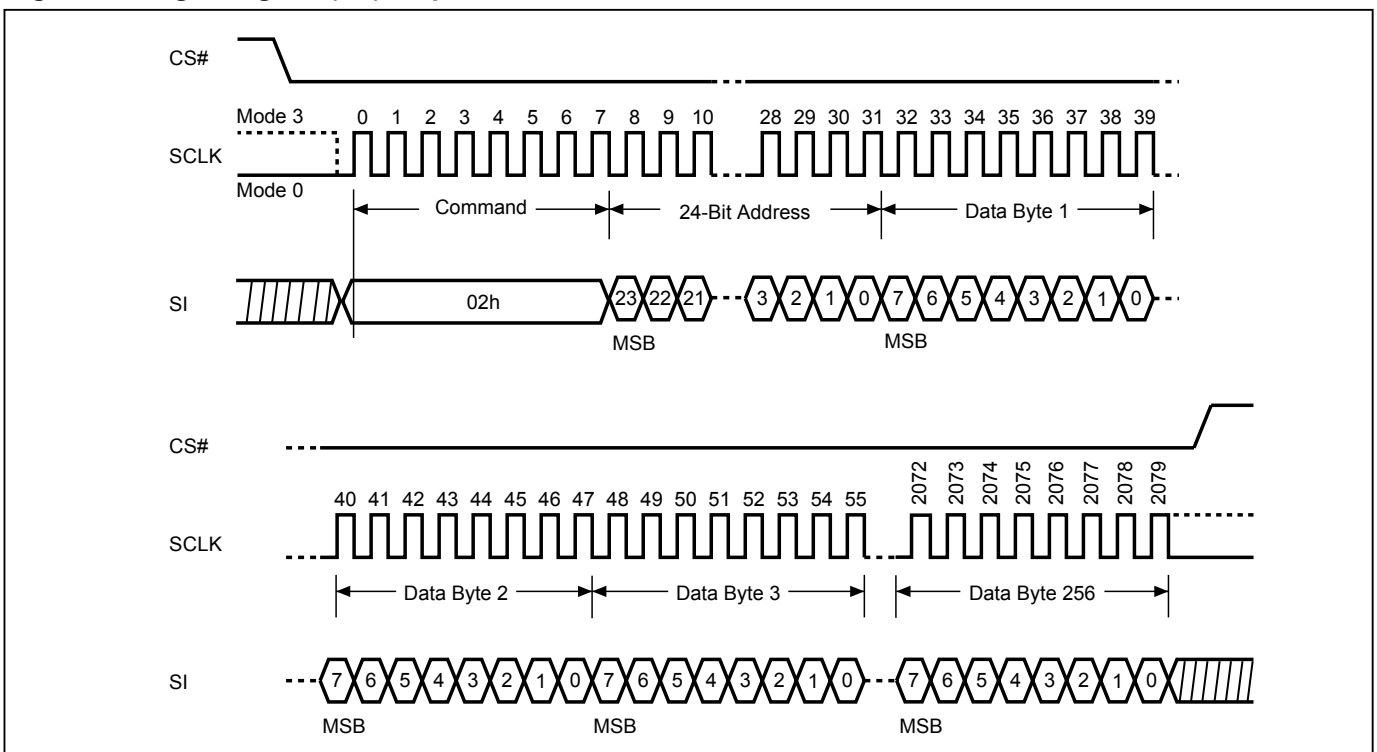 CS#
Mode 3
0 1 2 3 4 5 6 7 8 9 10 28 29 30 31 32 33 34 35 36 37 38 39
SCLK
Mode 0
Command 24-Bit Address Data Byte 1
SI 02h 23 22 21 3 2 1 0 7 6 5 4 3 2 1 0
MSB MSB
CS#
2072 2073 2074 2075 2076 2077 2078 2079
40 41 42 43 44 45 46 47 48 49 50 51 52 53 54 55
SCLK
Data Byte 2 Data Byte 3 Data Byte 256
SI 7 6 5 4 3 2 1 0 7 6 5 4 3 2 1 0 7 6 5 4 3 2 1 0
MSB MSB MSB